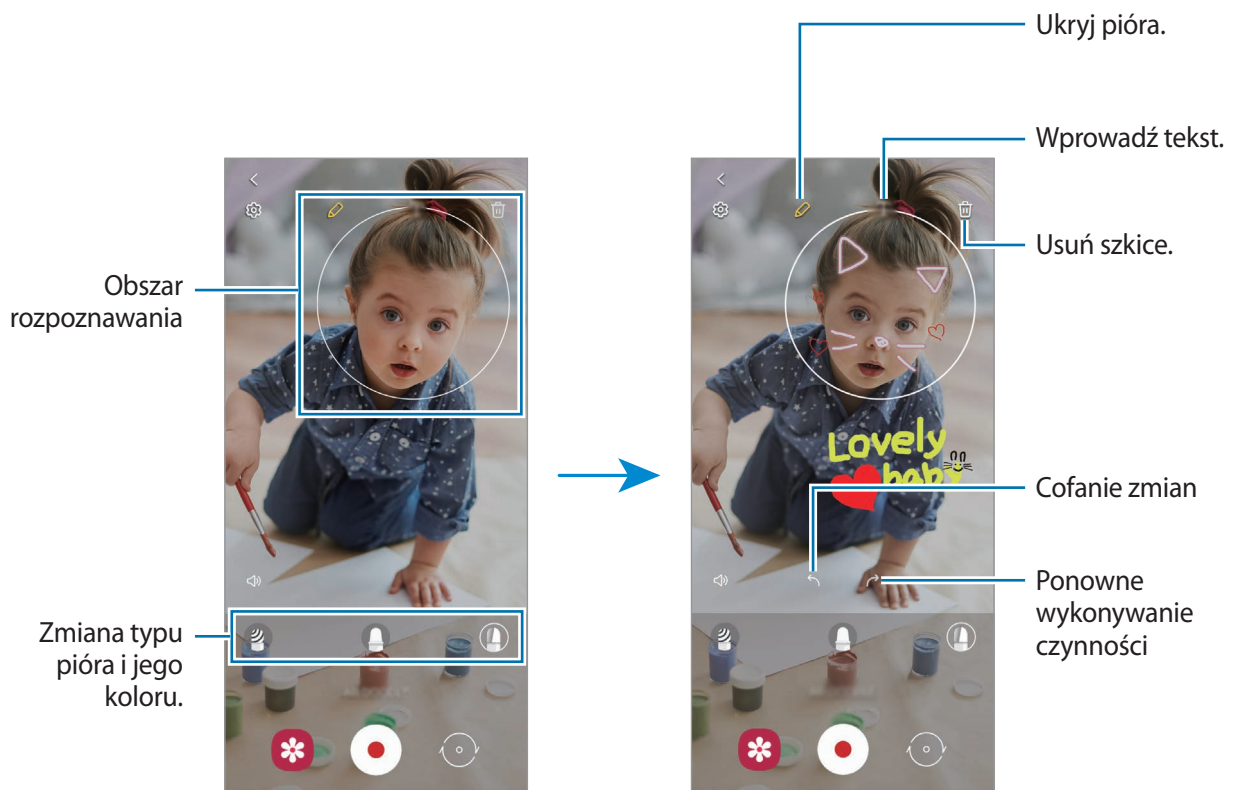 Ukryj pióra.
Wprowadź tekst.
Usuń szkice.
Obszar
rozpoznawania
Lovely
baby
Cofanie zmian
Ponowne
wykonywanie
czynności
Zmiana typu
pióra i jego
koloru.